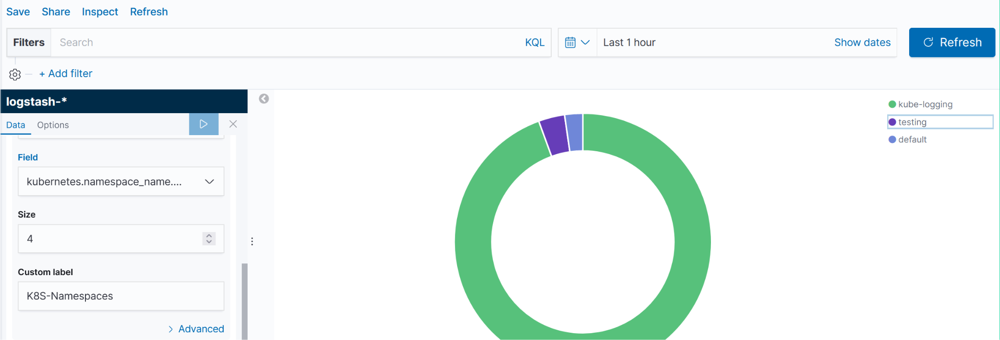 Save Share Inspect Refresh
Filters Search KQL Last 1 hour Show dates Refresh
+ Add filter
logstash-*
Data Options
Field
kubernetes.namespace_name....
Size
4
Custom label
K8S-Namespaces
Advanced
kube-logging
testing
default